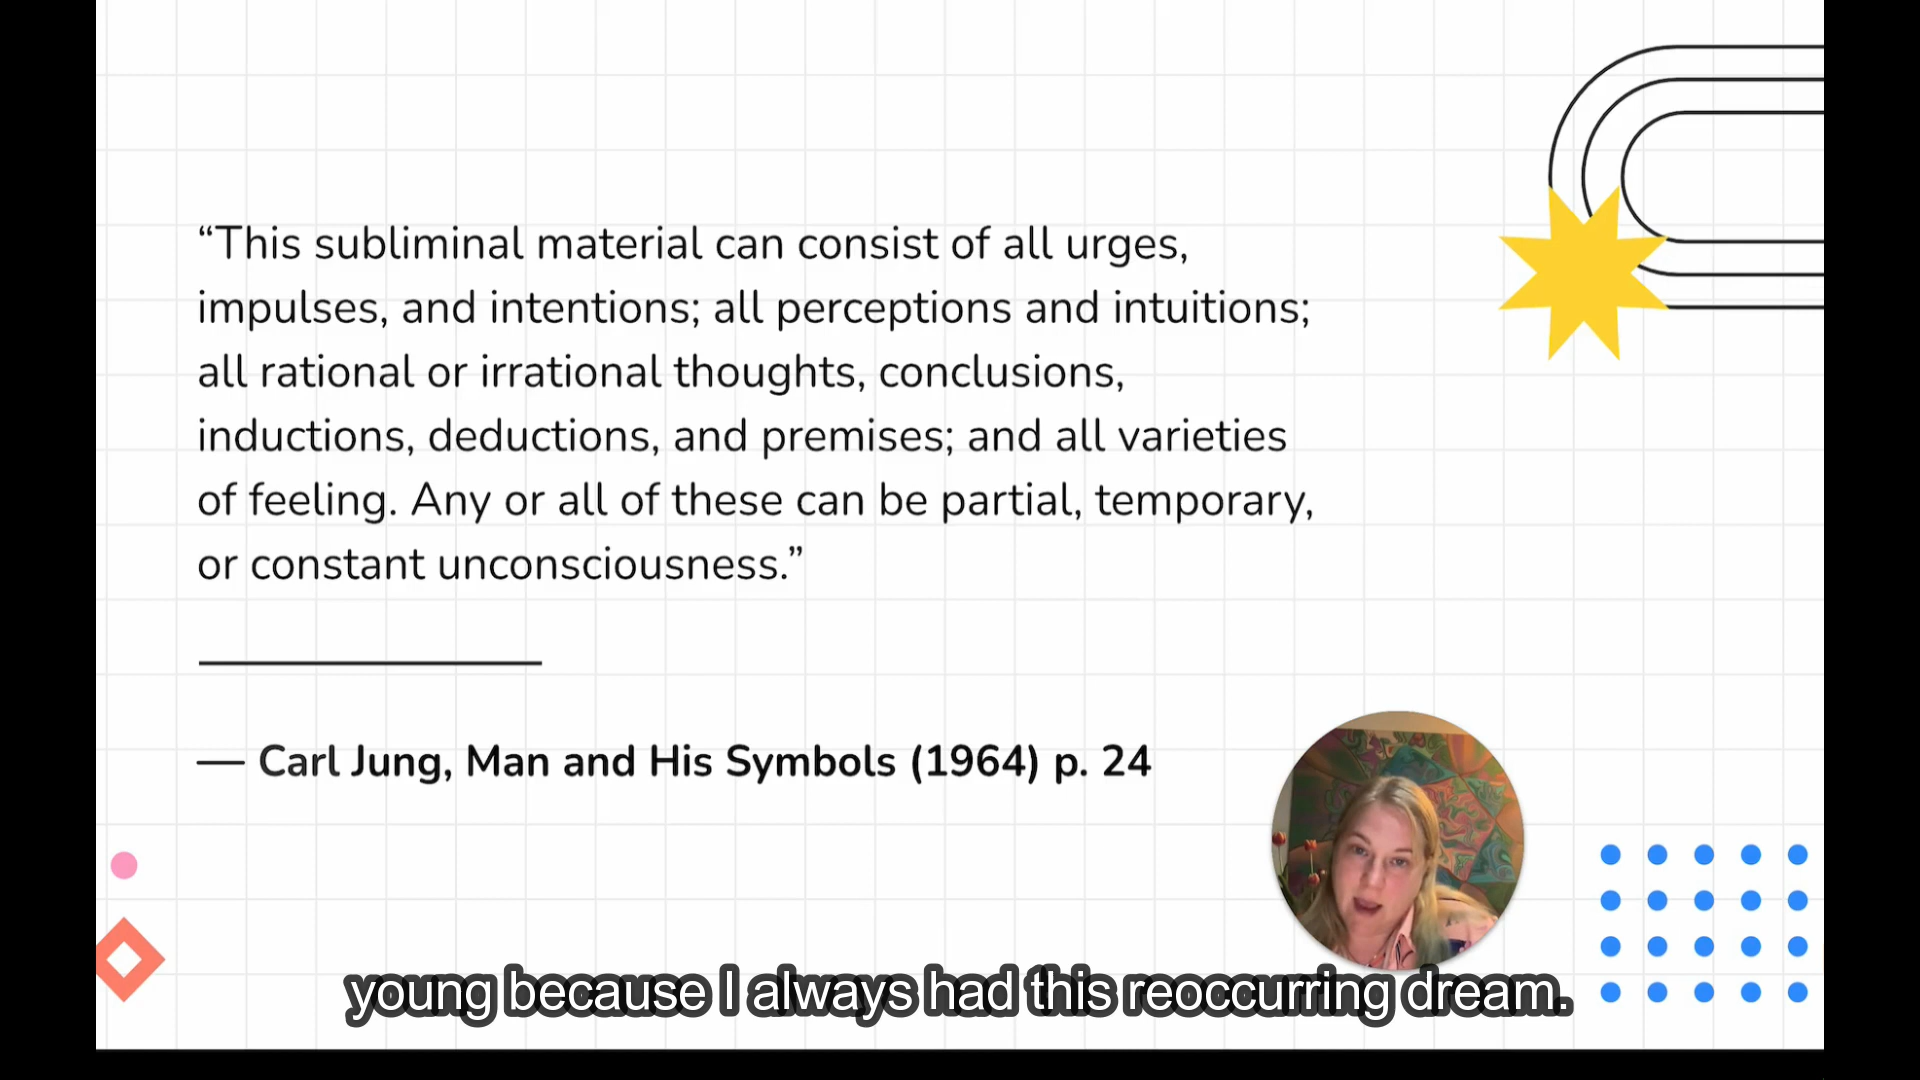 “This subliminal material can consist of all urges,
impulses, and intentions; all perceptions and intuitions;
all rational or irrational thoughts, conclusions,
inductions, deductions, and premises; and all varieties
of feeling. Any or all of these can be partial, temporary,
or constant unconsciousness.”
— Carl Jung, Man and His Symbols (1964) p. 24
young because I always had this reoccurring dream.